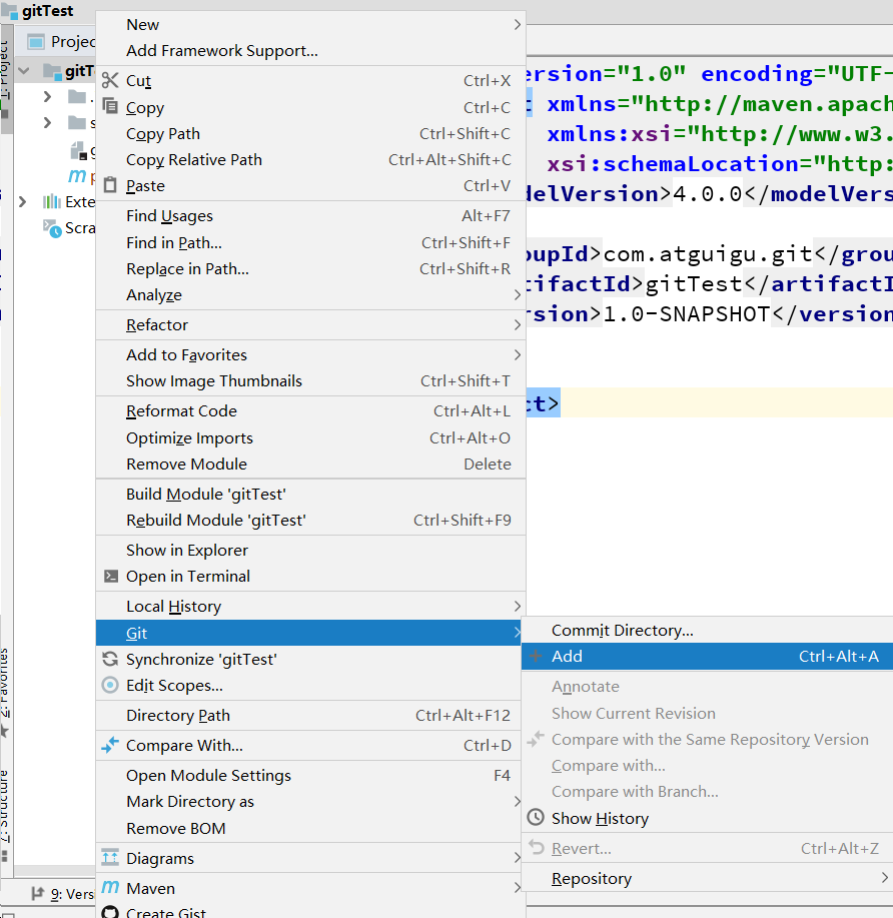 gitTest
1: Project
Projec
gitT
.
s
g
p
Exte
Scra
New
Add Framework Support...
Cut Ctrl+X
Copy Ctrl+C
Copy Path Ctrl+Shift+C
Copy Relative Path Ctrl+Alt+Shift+C
Paste Ctrl+V
Find Usages Alt+F7
Find in Path... Ctrl+Shift+F
Replace in Path... Ctrl+Shift+R
Analyze
Refactor
Add to Favorites
Show Image Thumbnails Ctrl+Shift+T
Reformat Code Ctrl+Alt+L
Optimize Imports Ctrl+Alt+O
Remove Module Delete
Build Module 'gitTest'
Rebuild Module 'gitTest' Ctrl+Shift+F9
Show in Explorer
Open in Terminal
Local History
Git
Synchronize 'gitTest'
Edit Scopes...
Directory Path Ctrl+Alt+F12
Compare With... Ctrl+D
Open Module Settings F4
Mark Directory as
Remove BOM
Diagrams
Maven
Create Gist
ersion="1.0" encoding="UTF-
t xmlns="http://maven.apach
xmlns:xsi="http://www.w3.
xsi:schemaLocation="http:
delVersion>4.0.0</modelVers
oupId>com.atguigu.git</grou
tifactId>gitTest</artifactI
rsion>1.0-SNAPSHOT</version
ct>
Commit Directory...
Add Ctrl+Alt+A
Annotate
Show Current Revision
Compare with the Same Repository Version
Compare with...
Compare with Branch...
Show History
Revert... Ctrl+Alt+Z
Repository
2: Favorites
7: Structure
9: Versi